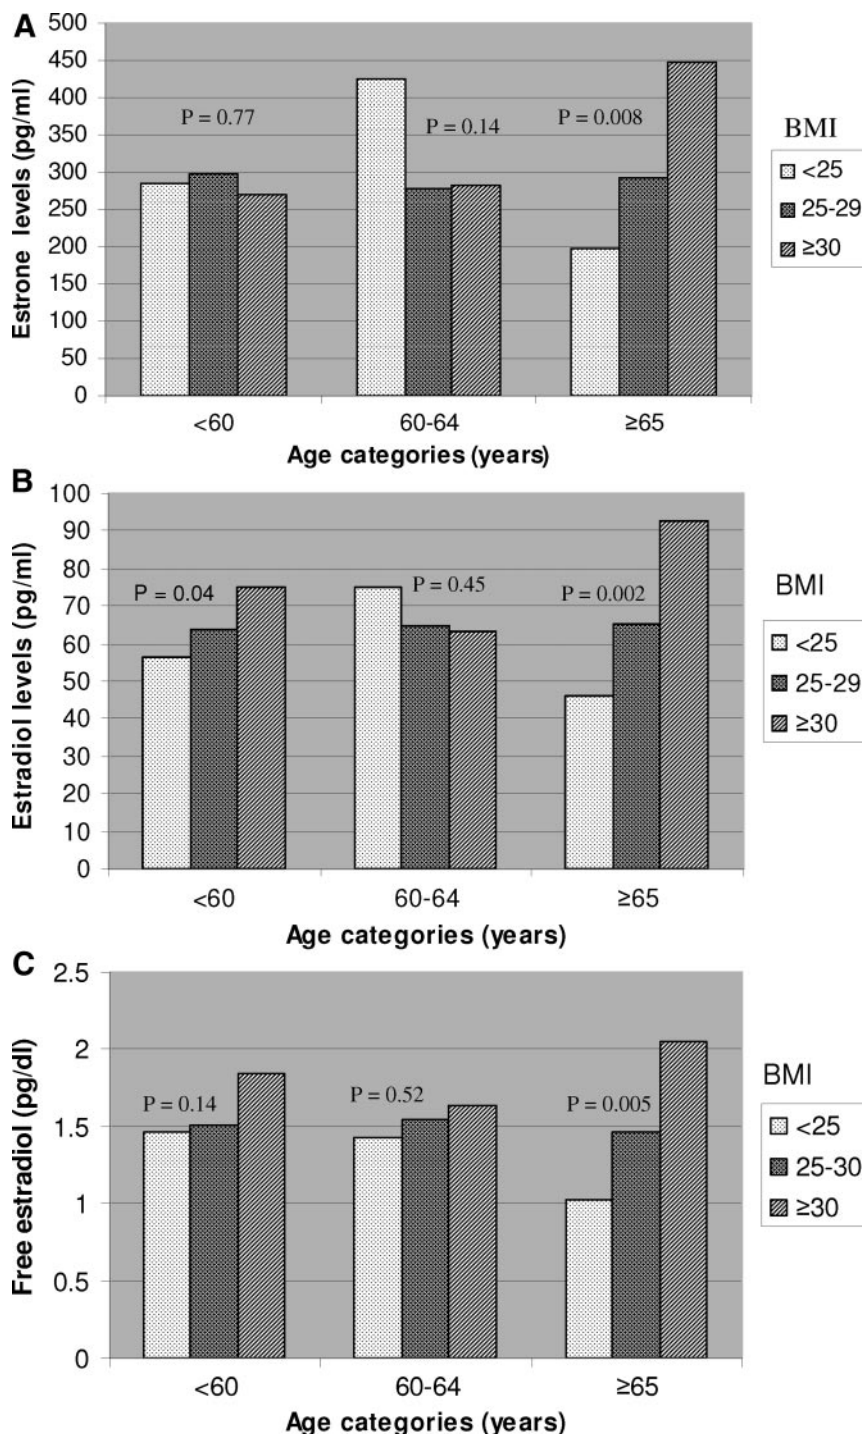 A
Estrone levels (pg/ml)
500
450
400
350
300
250
200
150
100
50
0
P = 0.77
P = 0.14
P = 0.008
BMI
<25
25-29
≥30
<60
60-64
≥65
Age categories (years)
B
Estradiol levels (pg/ml)
100
90
80
70
60
50
40
30
20
10
0
P = 0.04
P = 0.45
P = 0.002
BMI
<25
25-29
≥30
<60
60-64
≥65
Age categories (years)
C
Free estradiol (pg/dl)
2.5
2
1.5
1
0.5
0
P = 0.14
P = 0.52
P = 0.005
BMI
<25
25-30
≥30
<60
60-64
≥65
Age categories (years)